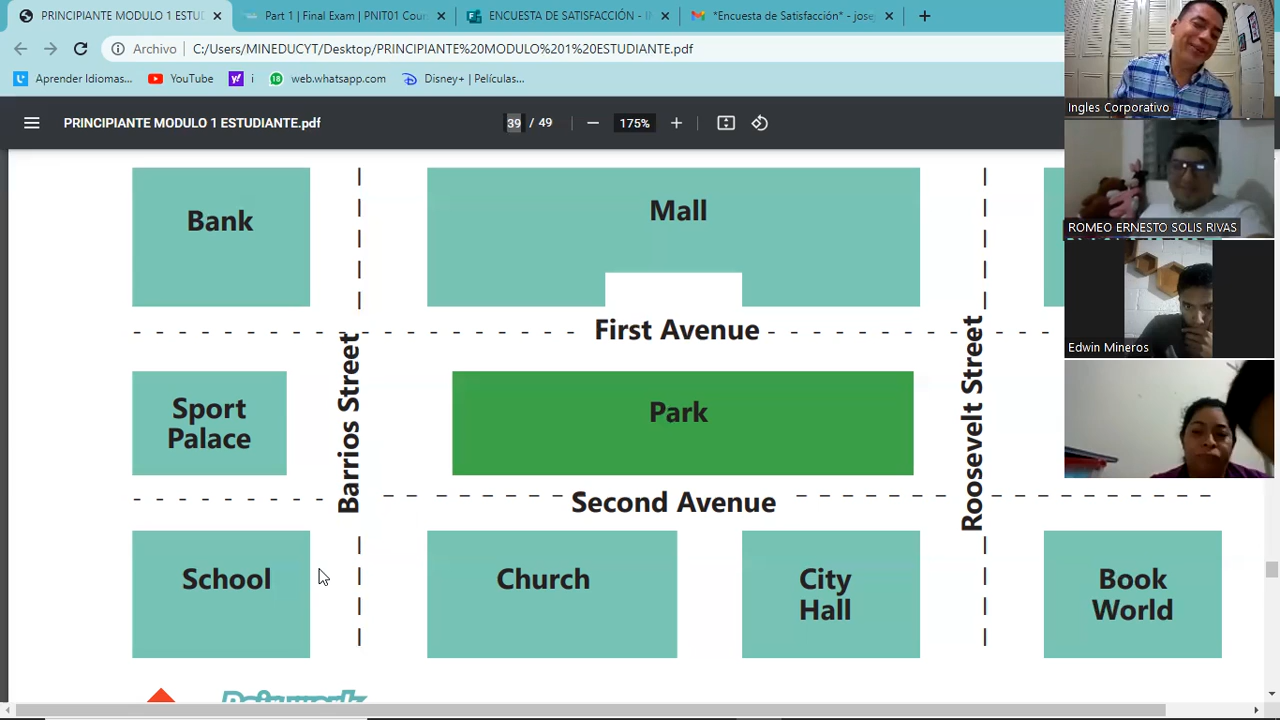 PRINCIPIANTE MODULO 1 ESTUD
Part 1 | Final Exam | PNIT01 Cou
ENCUESTA DE SATISFACCIÓN -
*Encuesta de Satisfacción* - jose
Archivo
C:/Users/MINEDUCYT/Desktop/PRINCIPIANTE%20MODULO%201%20ESTUDIANTE.pdf
Aprender Idiomas...
YouTube
i
web.whatsapp.com
Disney+ | Películas...
PRINCIPIANTE MODULO 1 ESTUDIANTE.pdf
39 / 49
175%
Ingles Corporativo
ROMEO ERNESTO SOLIS RIVAS
Edwin Mineros
Bank
Mall
First Avenue
Barrios Street
Roosevelt Street
Sport
Palace
Park
Second Avenue
School
Church
City
Hall
Book
World